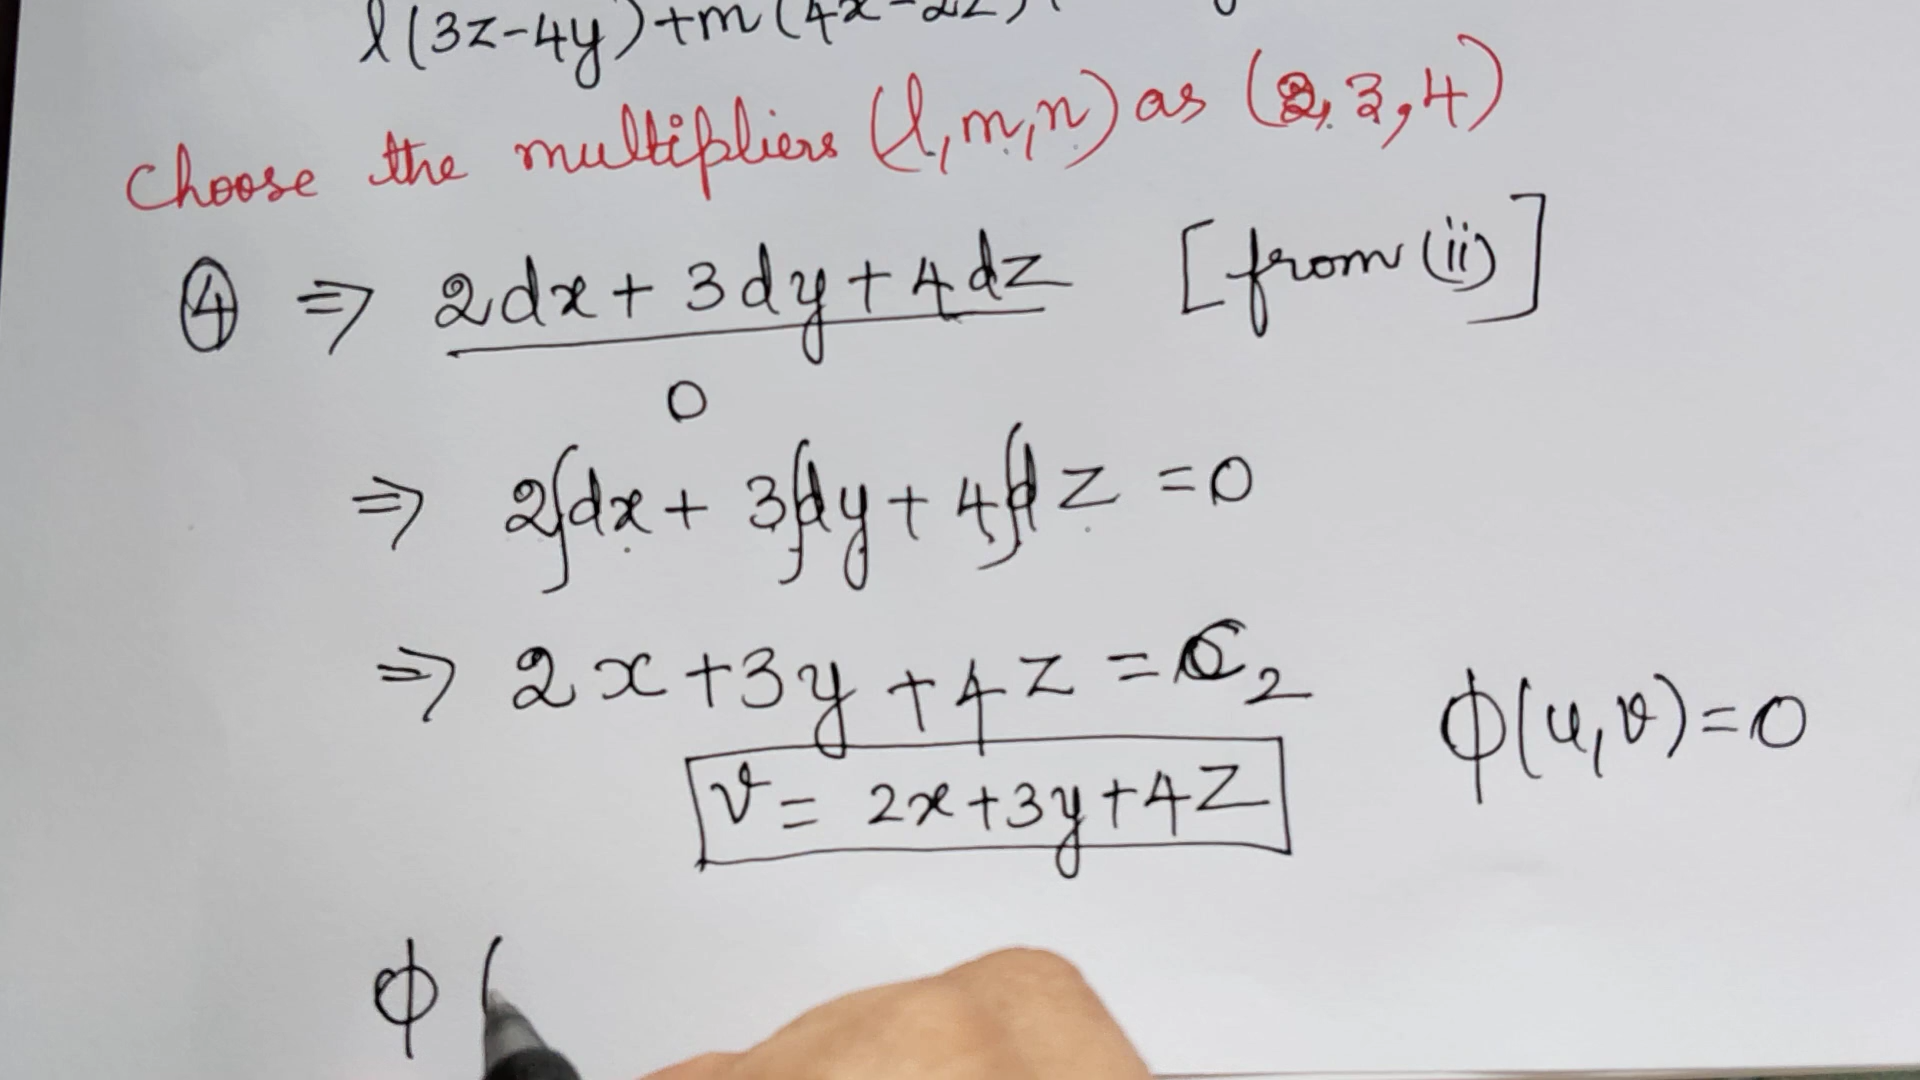 l(3z-4y)+m(4x-2z)
Choose the multipliers (l,m,n) as (2,3,4)
④ ⇒ 2dx+3dy+4dz [from (ii)]
0
⇒ 2∫dx+3∫dy+4∫dz=0
⇒ 2x+3y+4z=C₂
ϕ(u,v)=0
v=2x+3y+4z
ϕ(